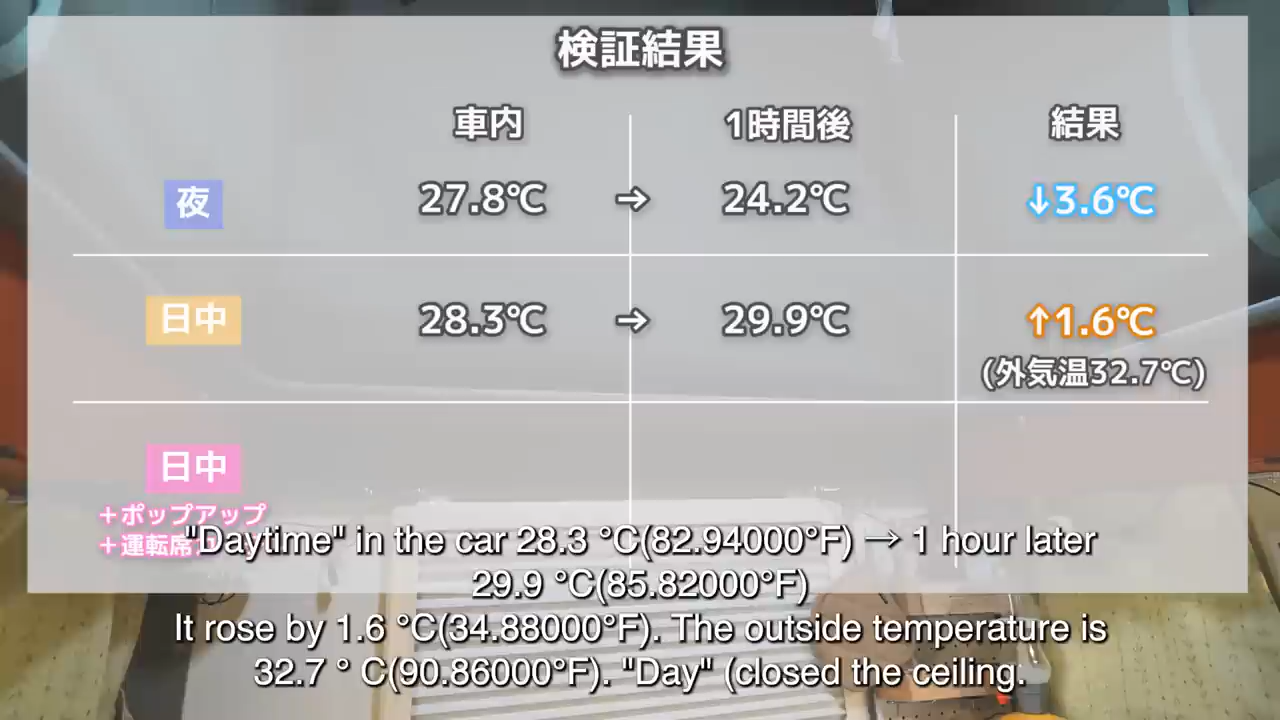 検証結果
車内 1時間後 結果
夜 27.8℃ → 24.2℃ ↓3.6℃
日中 28.3℃ → 29.9℃ ↑1.6℃
(外気温32.7℃)
日中
+ポップアップ
+運転席
"Daytime" in the car 28.3 °C(82.94000°F) → 1 hour later
29.9 °C(85.82000°F)
It rose by 1.6 °C(34.88000°F). The outside temperature is
32.7 ° C(90.86000°F). "Day" (closed the ceiling.